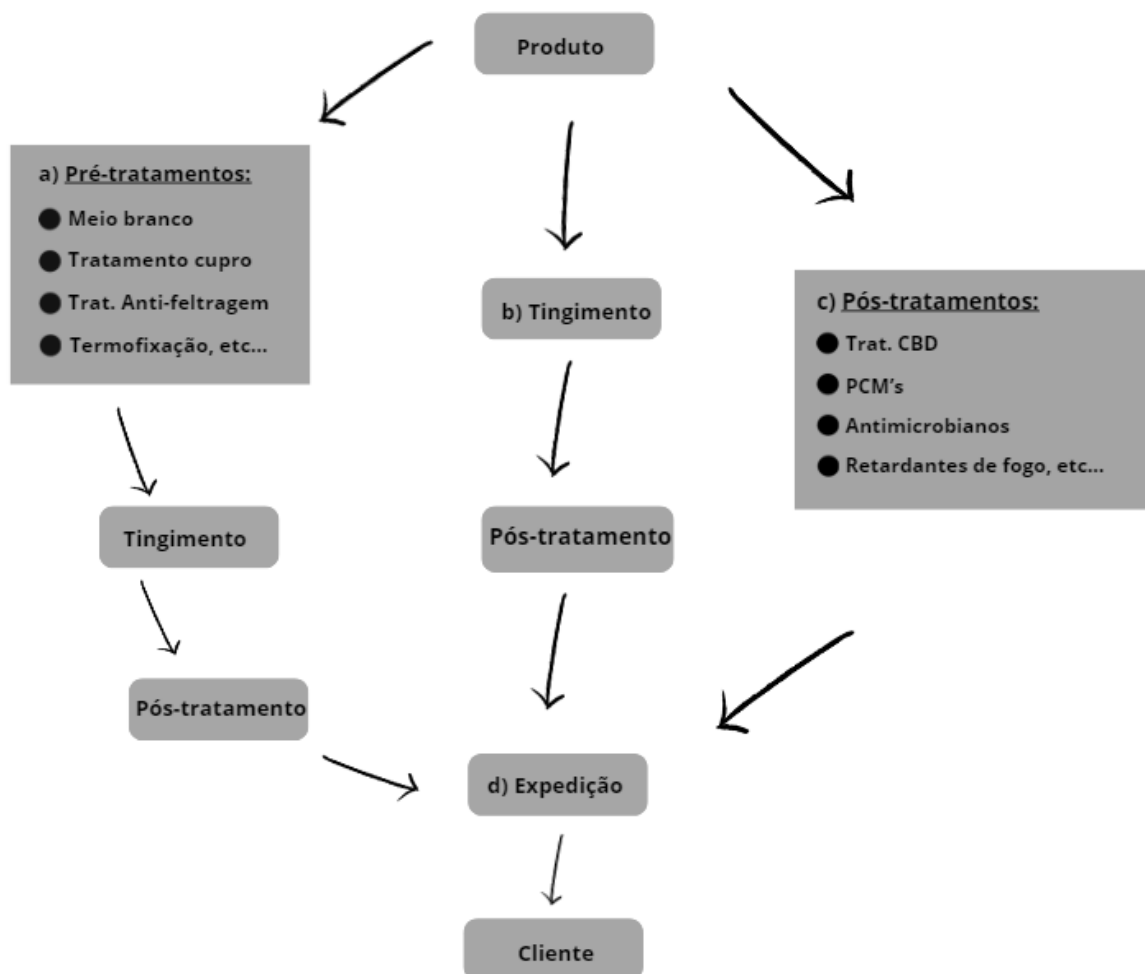 Produto
a) Pré-tratamentos:
Meio branco
Tratamento cupro
Trat. Anti-feltragem
Termofixação, etc...
Tingimento
Pós-tratamento
b) Tingimento
Pós-tratamento
c) Pós-tratamentos:
Trat. CBD
PCM's
Antimicrobianos
Retardantes de fogo, etc...
d) Expedição
Cliente